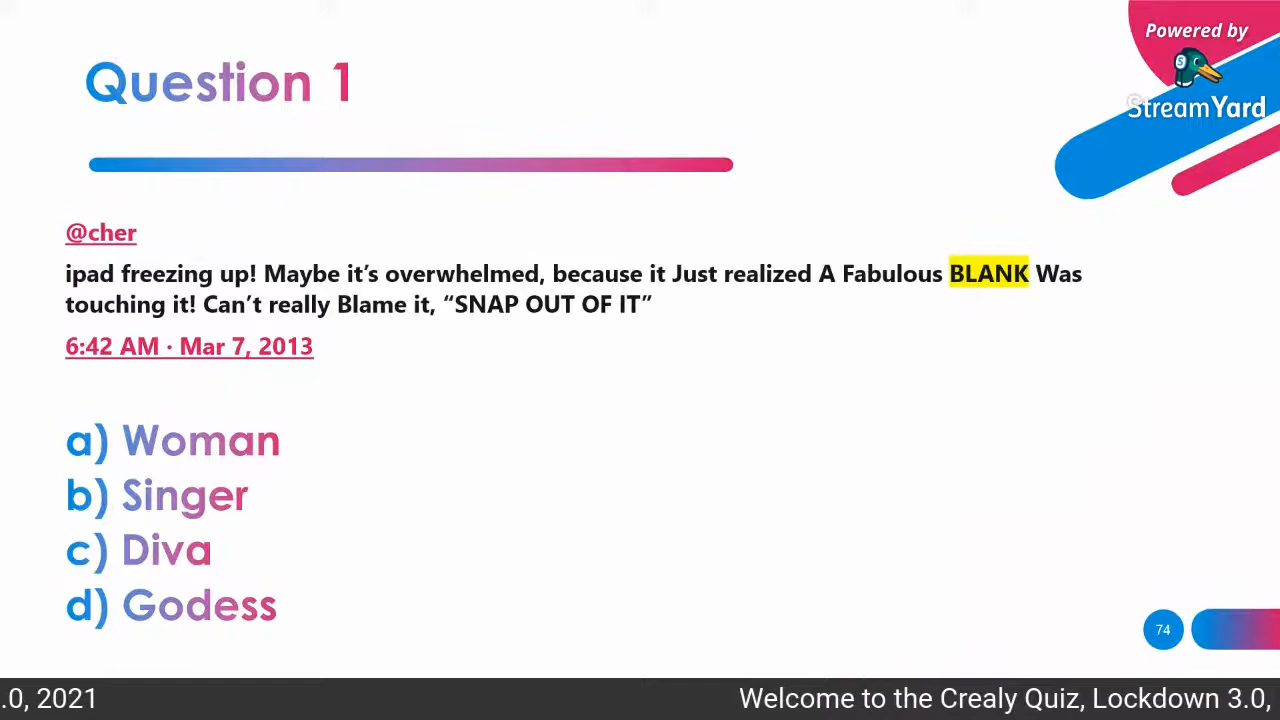 Powered by
StreamYard
Question 1
@cher
ipad freezing up! Maybe it’s overwhelmed, because it Just realized A Fabulous BLANK Was
touching it! Can’t really Blame it, “SNAP OUT OF IT”
6:42 AM · Mar 7, 2013
a) Woman
b) Singer
c) Diva
d) Godess
74
.0, 2021 Welcome to the Crealy Quiz, Lockdown 3.0,